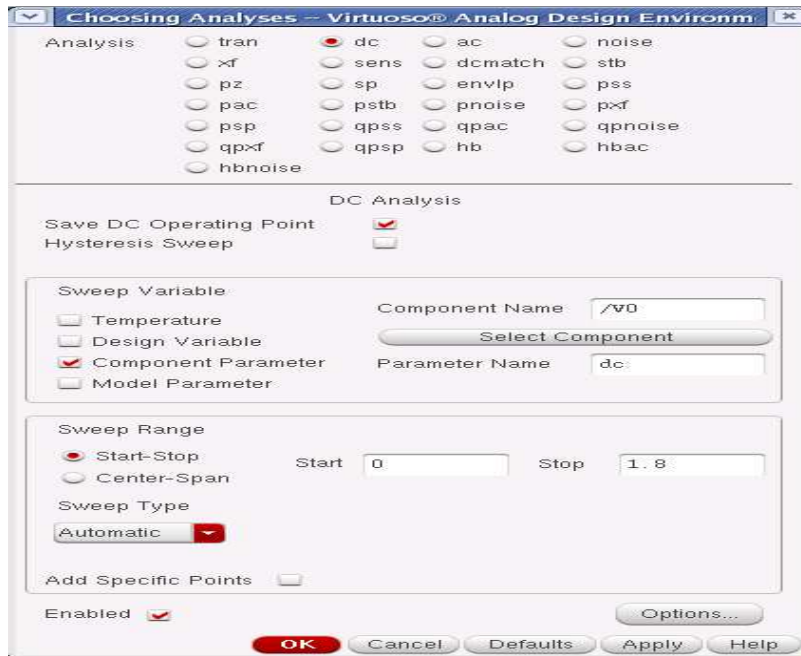 Choosing Analyses -- Virtuoso® Analog Design Environm
Analysis tran dc ac noise
xf sens dcmatch stb
pz sp envlp pss
pac pstb pnoise pxf
psp qpss qpac qpnoise
qpxf qpsp hb hbac
hbnoise
DC Analysis
Save DC Operating Point
Hysteresis Sweep
Sweep Variable
Temperature
Design Variable
Component Parameter
Model Parameter
Component Name /V0
Select Component
Parameter Name dc
Sweep Range
Start-Stop
Center-Span
Start 0 Stop 1.8
Sweep Type
Automatic
Add Specific Points
Enabled Options...
OK Cancel Defaults Apply Help